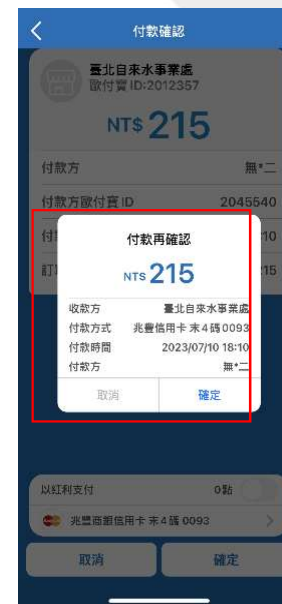 付款確認
臺北自來水事業處
歐付寶 ID:2012357
NT$ 215
付款方 無*二
付款方歐付寶ID 2045540
付款再確認
NT$ 215
收款方 臺北自來水事業處
付款方式 兆豐信用卡 末4碼0093
付款時間 2023/07/10 18:10
付款方 無*二
取消 確定
以紅利支付 0點
兆豐商銀信用卡 末4碼 0093
取消 確定